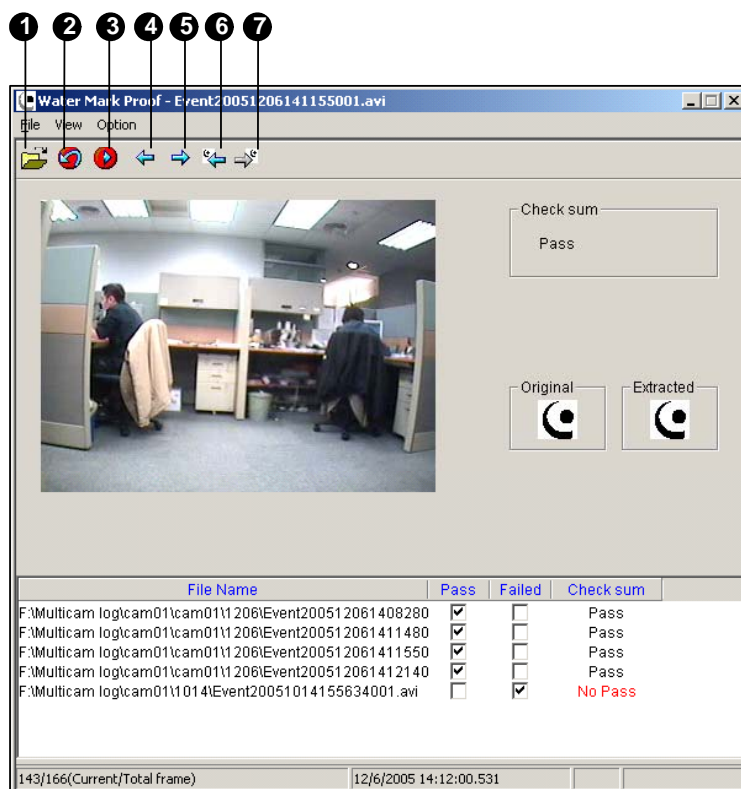 1 2 3 4 5 6 7
Water Mark Proof - Event20051206141155001.avi
File View Option
Check sum
Pass
Original Extracted
File Name Pass Failed Check sum
F:\Multicam log\cam01\cam01\1206\Event200512061408280 Pass
F:\Multicam log\cam01\cam01\1206\Event200512061411480 Pass
F:\Multicam log\cam01\cam01\1206\Event200512061411550 Pass
F:\Multicam log\cam01\cam01\1206\Event200512061412140 Pass
F:\Multicam log\cam01\1014\Event20051014155634001.avi No Pass
143/166(Current/Total frame) 12/6/2005 14:12:00.531